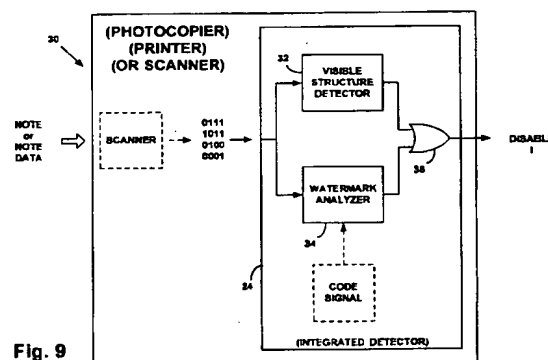 30
(PHOTOCOPIER)
(PRINTER)
(OR SCANNER)
NOTE
or
NOTE
DATA
SCANNER
0111
1011
0100
0001
32
VISIBLE
STRUCTURE
DETECTOR
WATERMARK
ANALYZER
34
38
DISABL
24
CODE
SIGNAL
(INTEGRATED DETECTOR)
Fig. 9